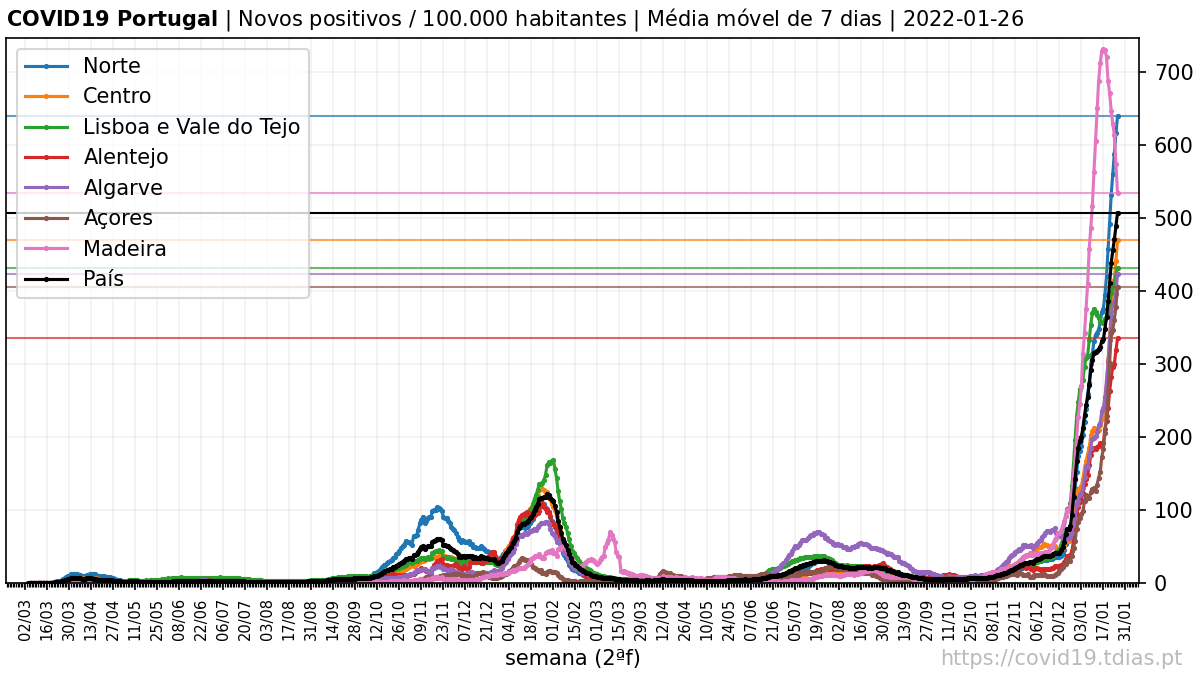 COVID19 Portugal | Novos positivos / 100.000 habitantes | Média móvel de 7 dias | 2022-01-26
Norte
Centro
Lisboa e Vale do Tejo
Alentejo
Algarve
Açores
Madeira
País
700
600
500
400
300
200
100
0
02/03 16/03 30/03 13/04 27/04 11/05 25/05 08/06 22/06 06/07 20/07 03/08 17/08 31/08 14/09 28/09 12/10 26/10 09/11 23/11 07/12 21/12 04/01 18/01 01/02 15/02 01/03 15/03 29/03 12/04 26/04 10/05 24/05 07/06 21/06 05/07 19/07 02/08 16/08 30/08 13/09 27/09 11/10 25/10 08/11 22/11 06/12 20/12 03/01 17/01 31/01
semana (2ªf)
https://covid19.tdias.pt